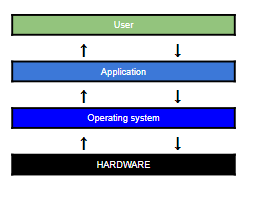 User
Application
Operating system
HARDWARE